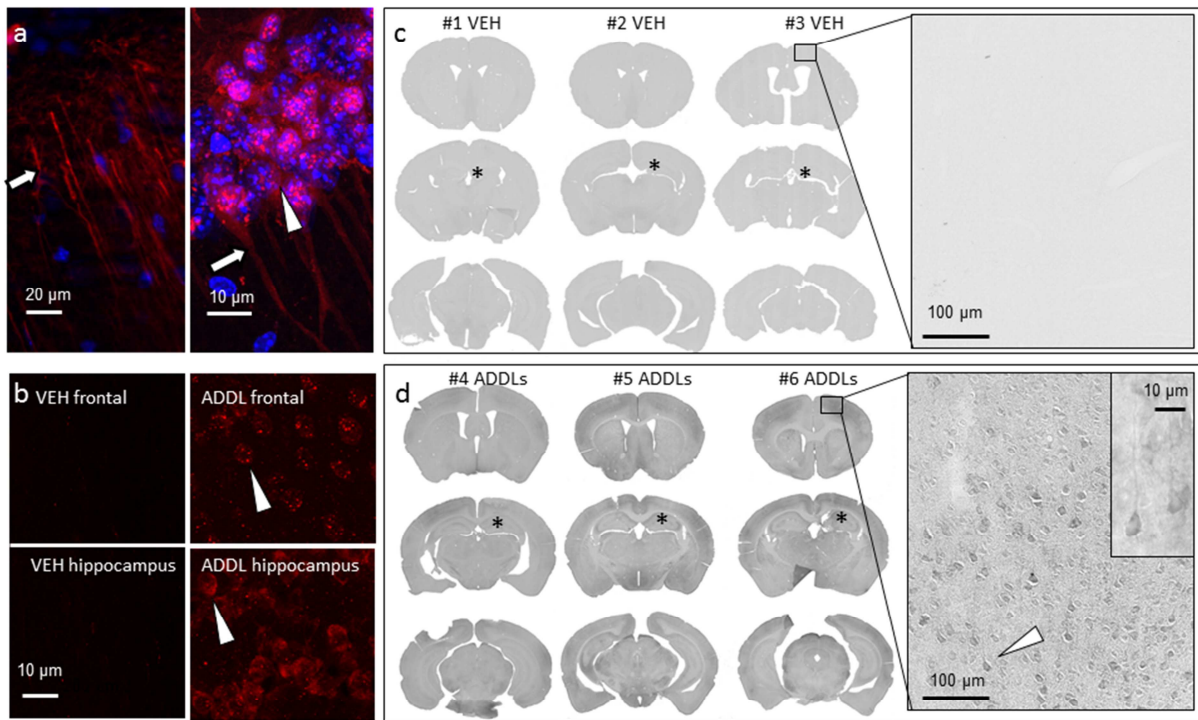 a
20 µm
10 µm
b
VEH frontal
ADDL frontal
VEH hippocampus
ADDL hippocampus
10 µm
c
#1 VEH
#2 VEH
#3 VEH
*
*
*
100 µm
d
#4 ADDLs
#5 ADDLs
#6 ADDLs
*
*
*
10 µm
100 µm